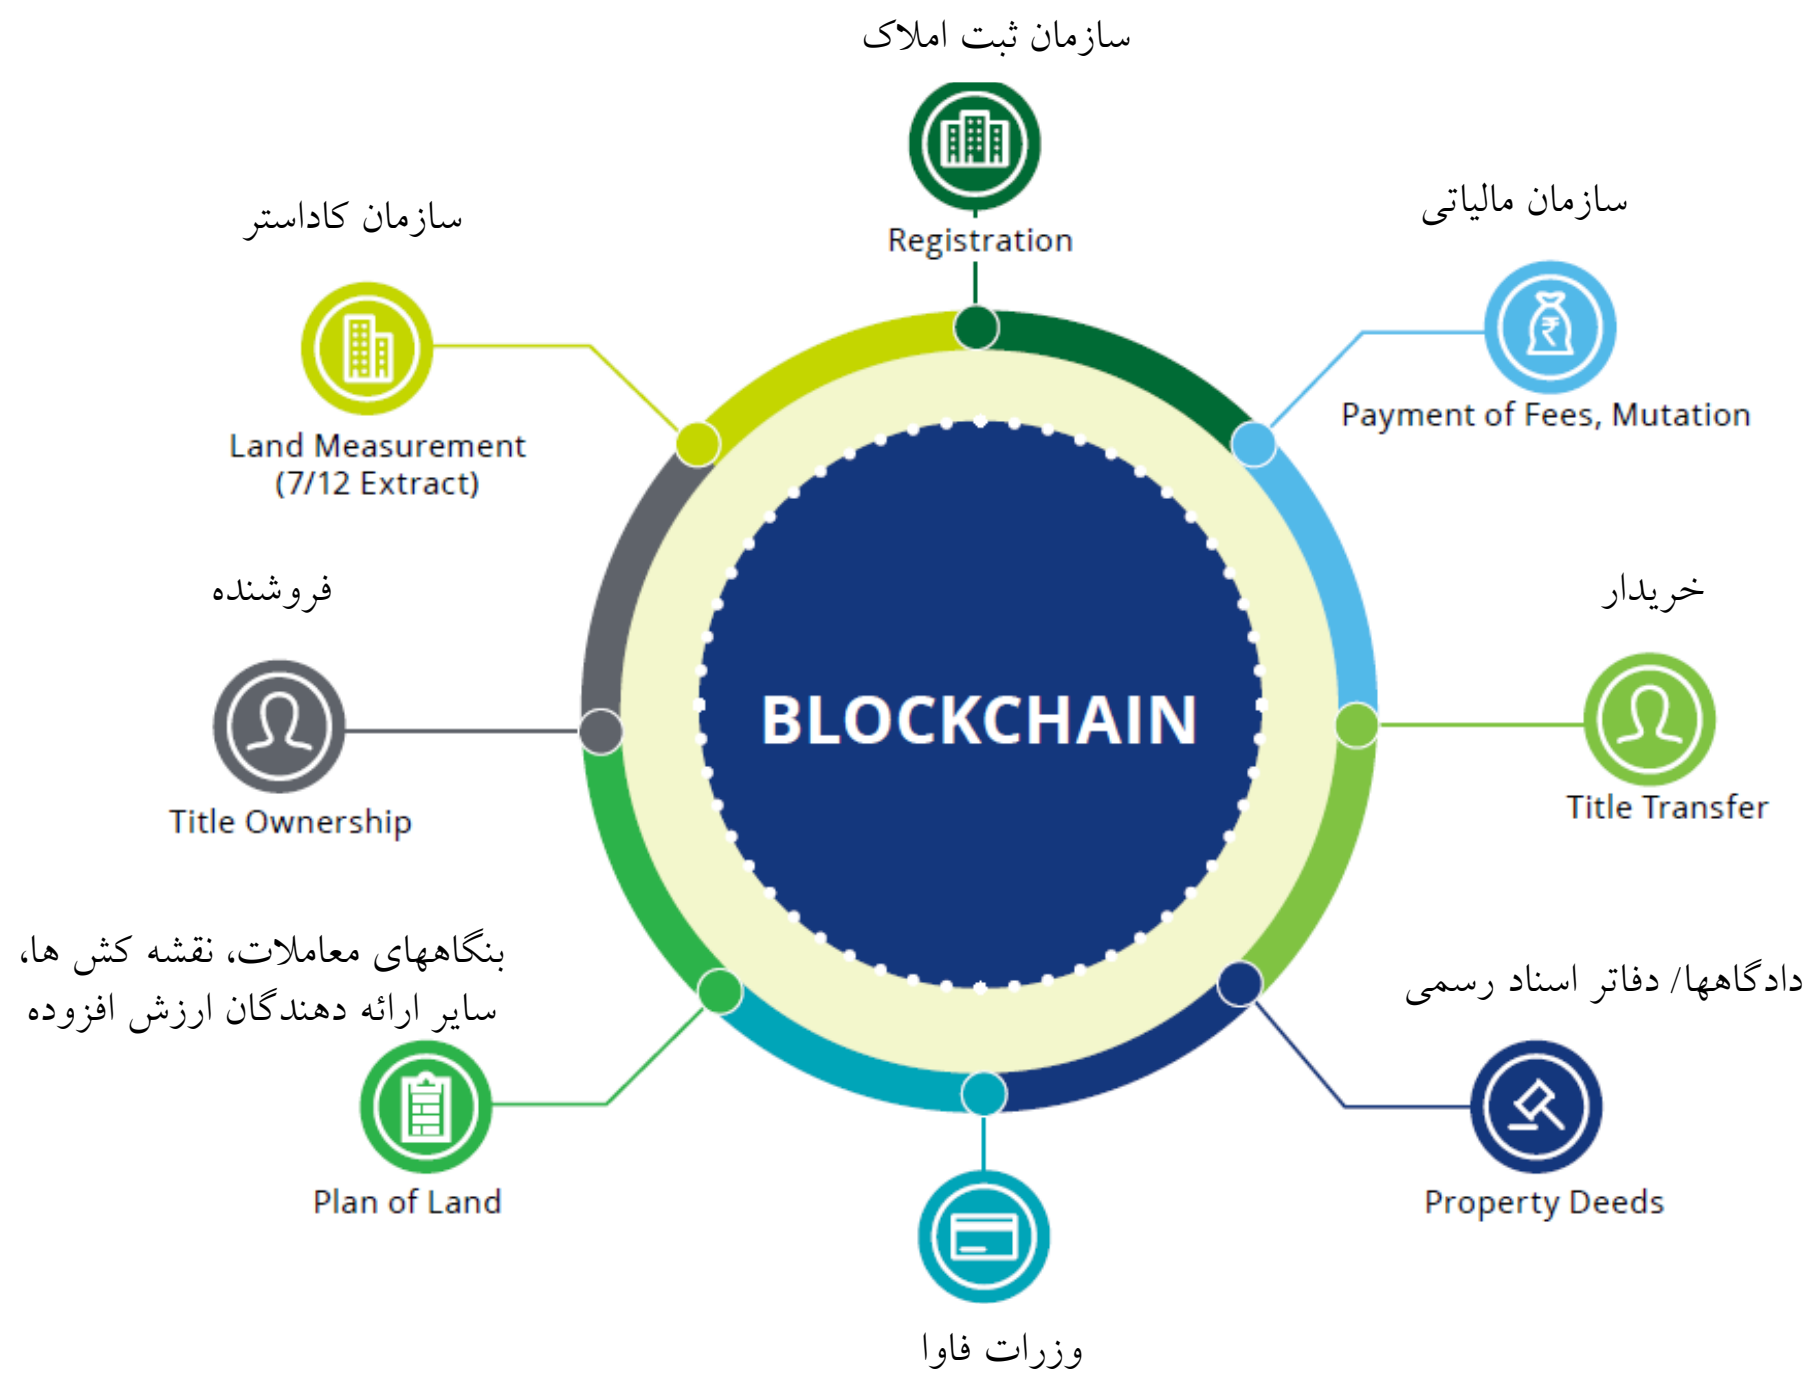 سازمان ثبت املاک
Registration
سازمان مالیاتی
₹
Payment of Fees, Mutation
خریدار
Title Transfer
دادگاهها/ دفاتر اسناد رسمی
Property Deeds
وزرات فاوا
بنگاههای معاملات، نقشه کش ها،
سایر ارائه دهندگان ارزش افزوده
Plan of Land
فروشنده
Title Ownership
سازمان کاداستر
Land Measurement
(7/12 Extract)
BLOCKCHAIN